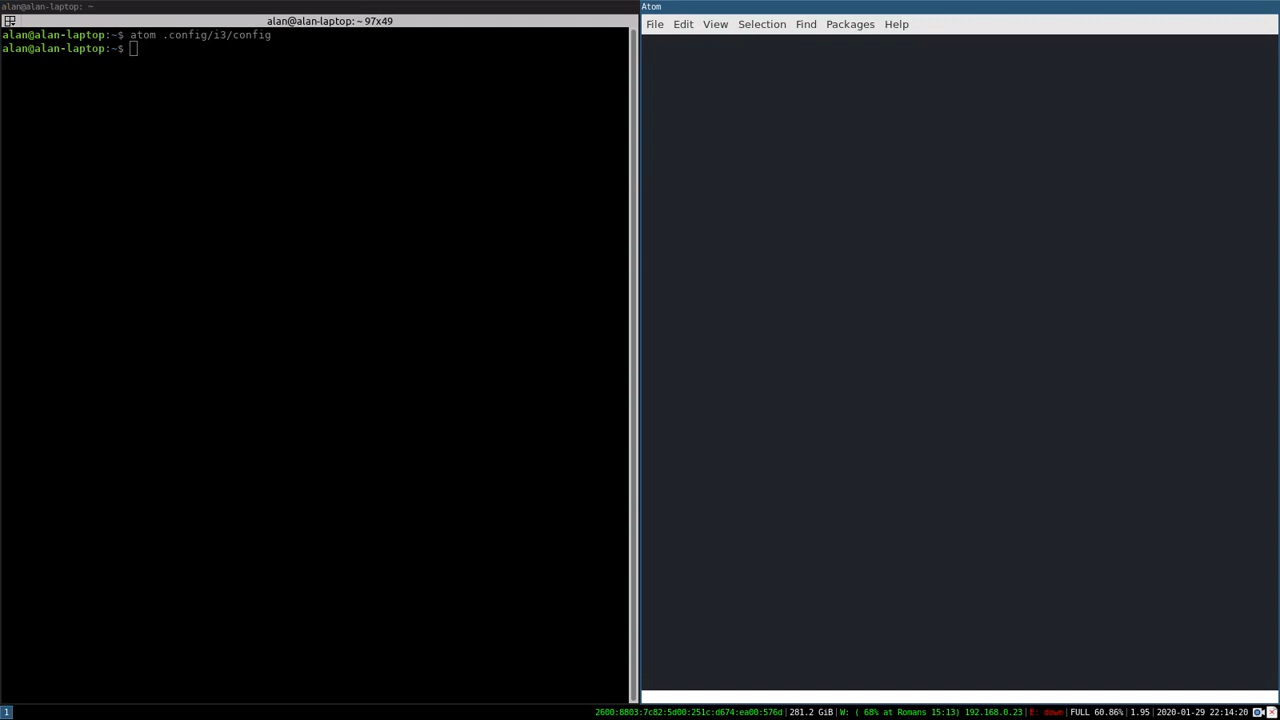 alan@alan-laptop: ~
alan@alan-laptop: ~ 97x49
alan@alan-laptop:~$ atom .config/i3/config
alan@alan-laptop:~$
Atom
File Edit View Selection Find Packages Help
1
2600:8803:7c82:5d00:251c:d674:ea00:576d|281.2 GiB|W: ( 68% at Romans 15:13) 192.168.0.23|E: down|FULL 60.86%|1.95|2020-01-29 22:14:20